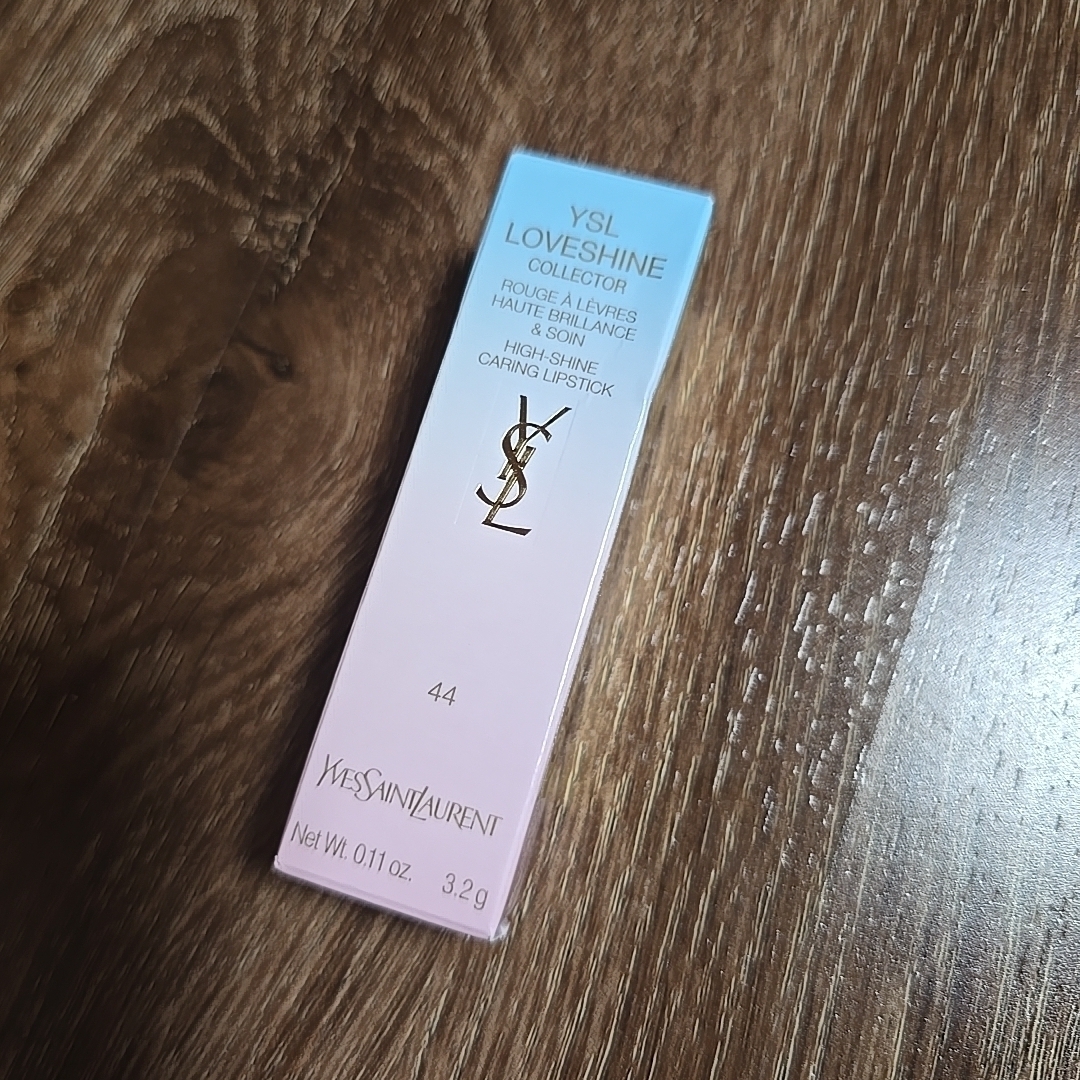 YSL
LOVESHINE
COLLECTOR
ROUGE À LÈVRES
HAUTE BRILLANCE
& SOIN
HIGH-SHINE
CARING LIPSTICK
YSL
44
YVESSAINTLAURENT
Net Wt. 0.11 oz. 3.2 g